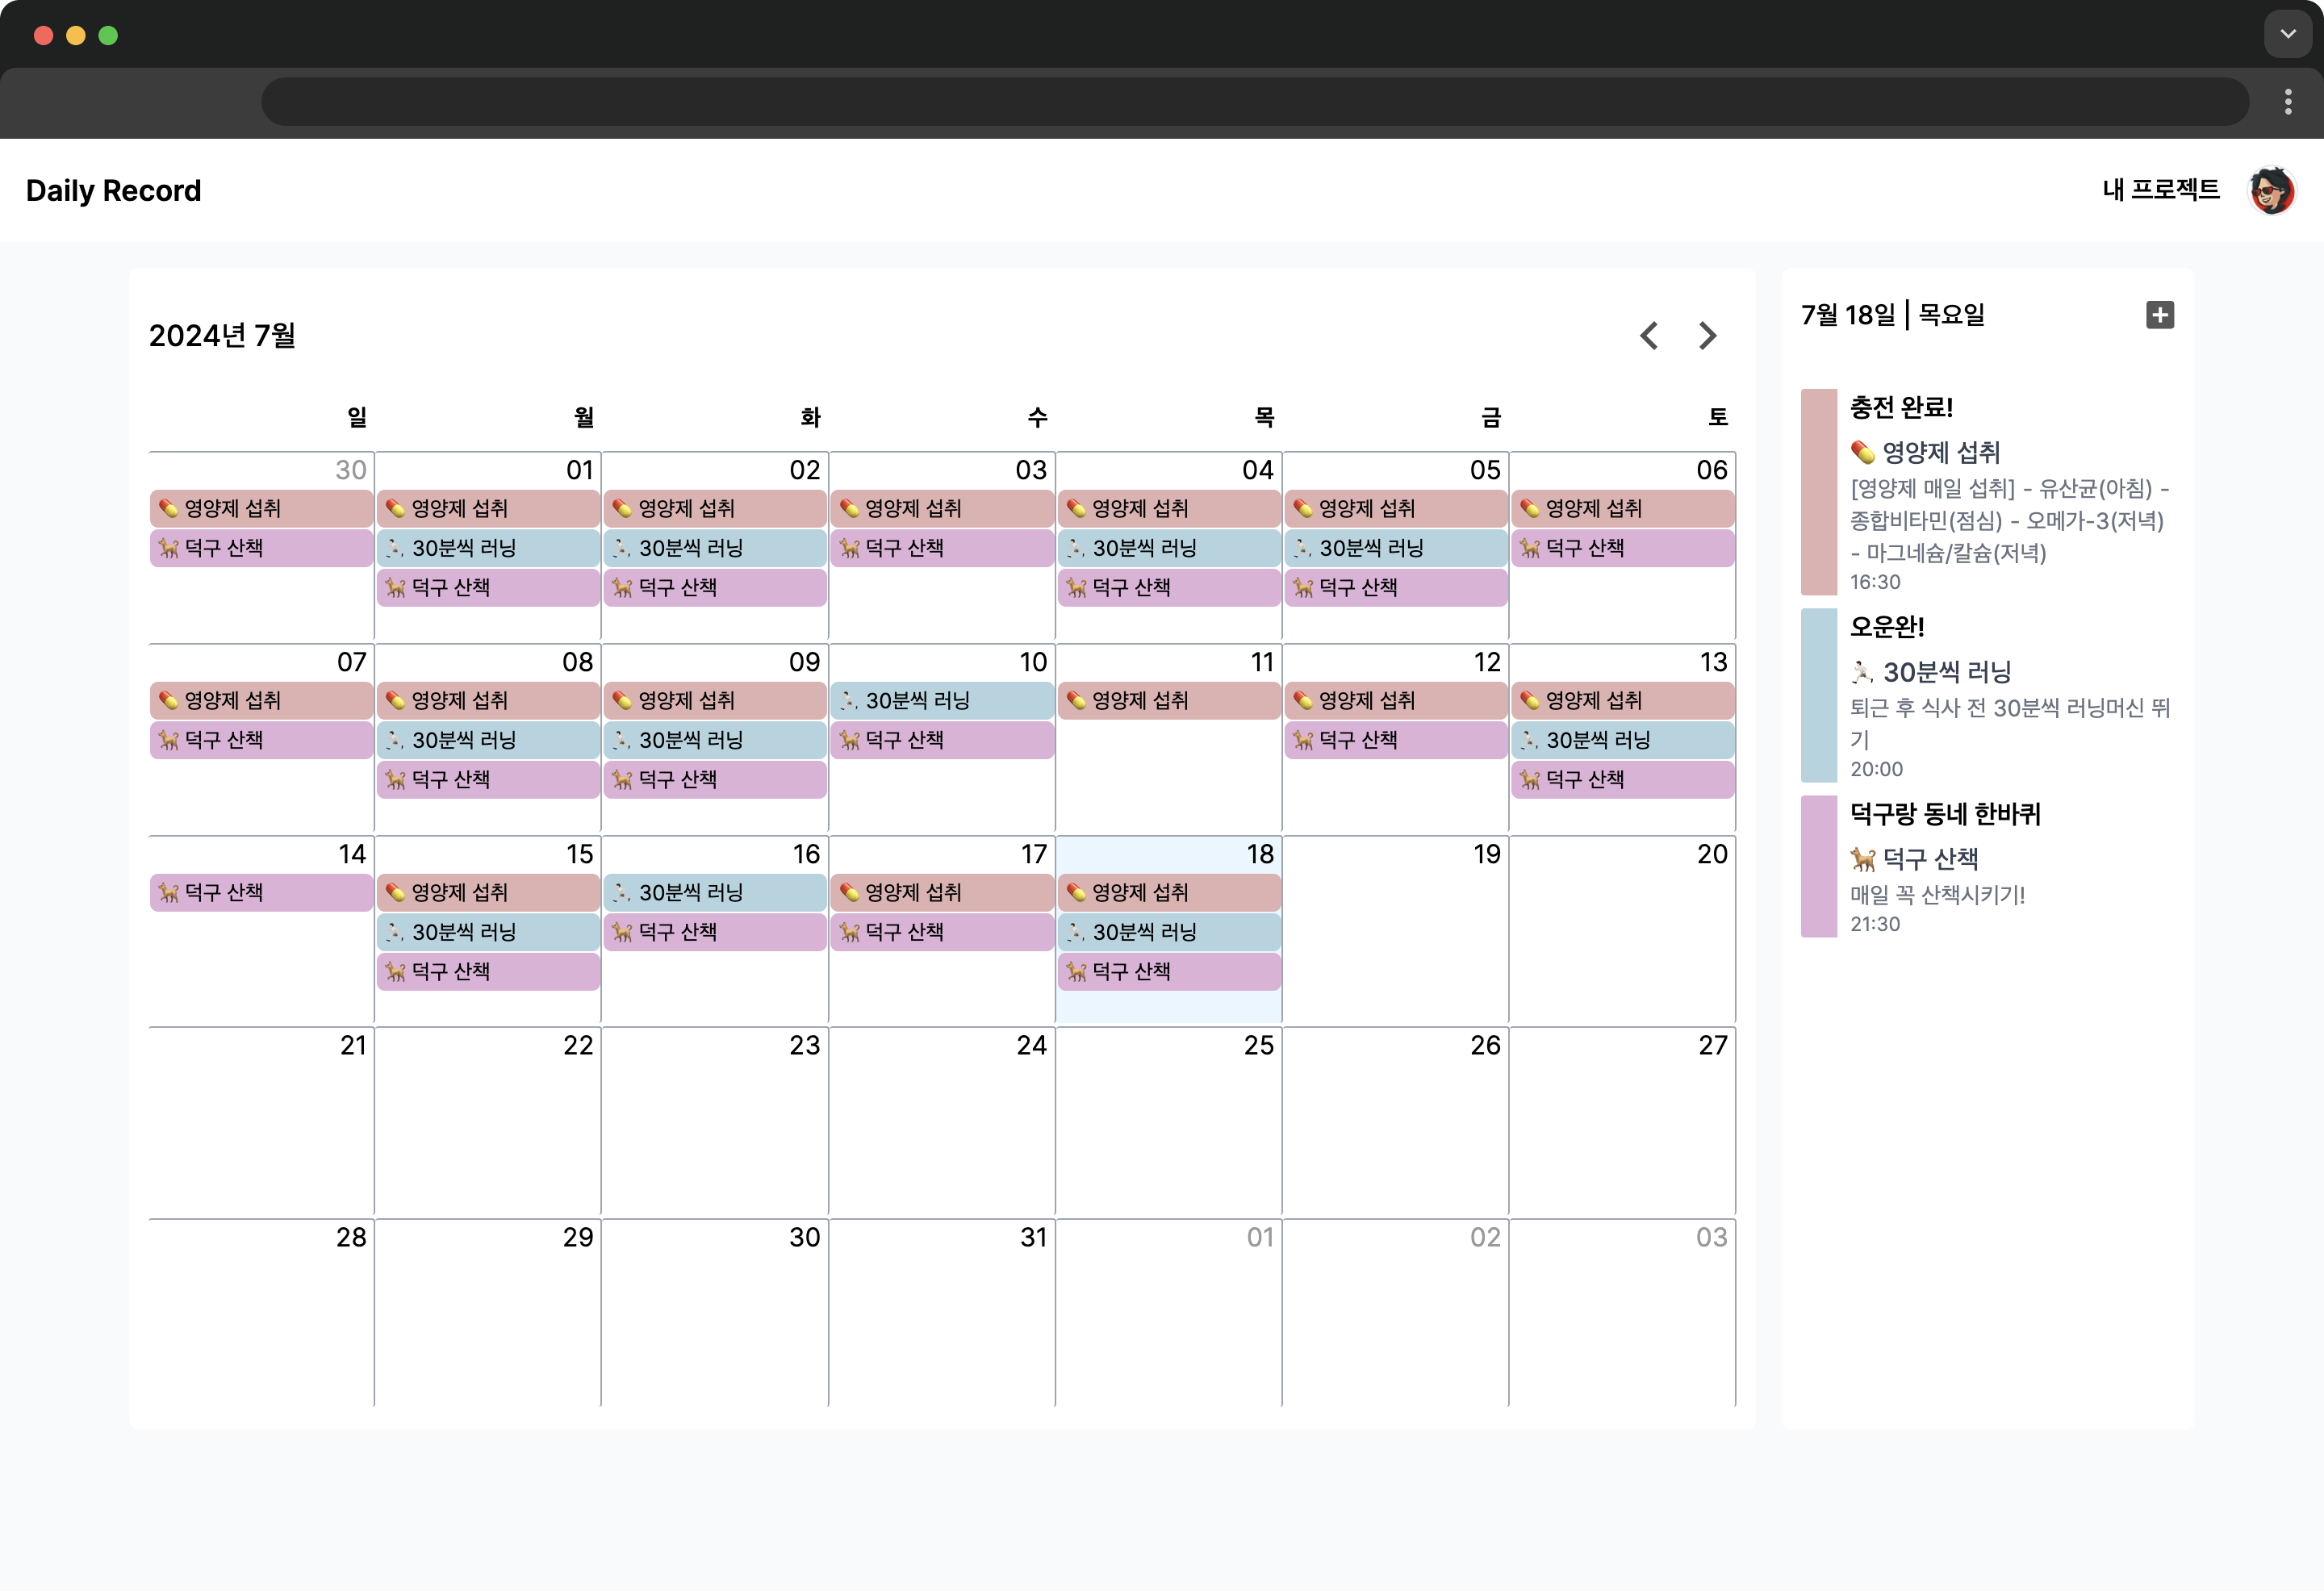 Daily Record
내 프로젝트
2024년 7월
일 월 화 수 목 금 토
30 01 02 03 04 05 06
영양제 섭취 영양제 섭취 영양제 섭취 영양제 섭취 영양제 섭취 영양제 섭취 영양제 섭취
덕구 산책 30분씩 러닝 30분씩 러닝 덕구 산책 30분씩 러닝 30분씩 러닝 덕구 산책
덕구 산책 덕구 산책 덕구 산책 덕구 산책
07 08 09 10 11 12 13
영양제 섭취 영양제 섭취 영양제 섭취 30분씩 러닝 영양제 섭취 영양제 섭취 영양제 섭취
덕구 산책 30분씩 러닝 30분씩 러닝 덕구 산책 덕구 산책 30분씩 러닝
덕구 산책 덕구 산책 덕구 산책
14 15 16 17 18 19 20
덕구 산책 영양제 섭취 30분씩 러닝 영양제 섭취 영양제 섭취
30분씩 러닝 덕구 산책 덕구 산책 30분씩 러닝
덕구 산책 덕구 산책
21 22 23 24 25 26 27
28 29 30 31 01 02 03
7월 18일 | 목요일
충전 완료!
영양제 섭취
[영양제 매일 섭취] - 유산균(아침) -
종합비타민(점심) - 오메가-3(저녁)
- 마그네슘/칼슘(저녁)
16:30
오운완!
30분씩 러닝
퇴근 후 식사 전 30분씩 러닝머신 뛰
기
20:00
덕구랑 동네 한바퀴
덕구 산책
매일 꼭 산책시키기!
21:30